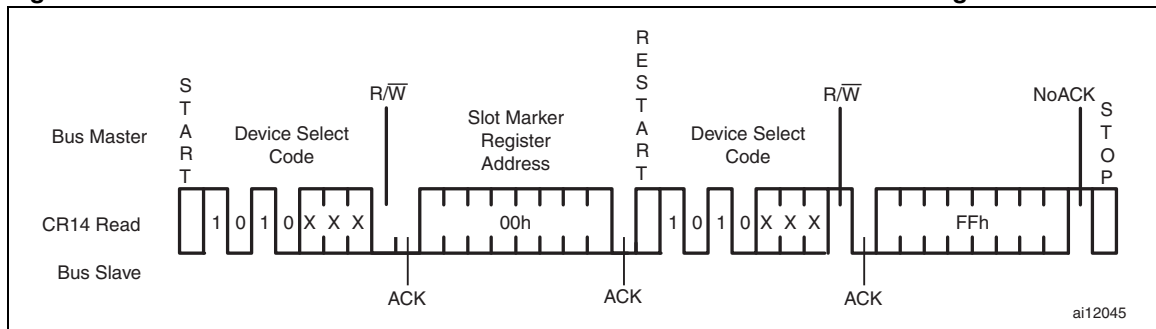 START
R/W̅
Slot Marker
Register
Address
RESTART
R/W̅
NoACK
STOP
Bus Master
Device Select
Code
Device Select
Code
CR14 Read
1 0 1 0 X X X
00h
1 0 1 0 X X X
FFh
Bus Slave
ACK
ACK
ACK
ai12045